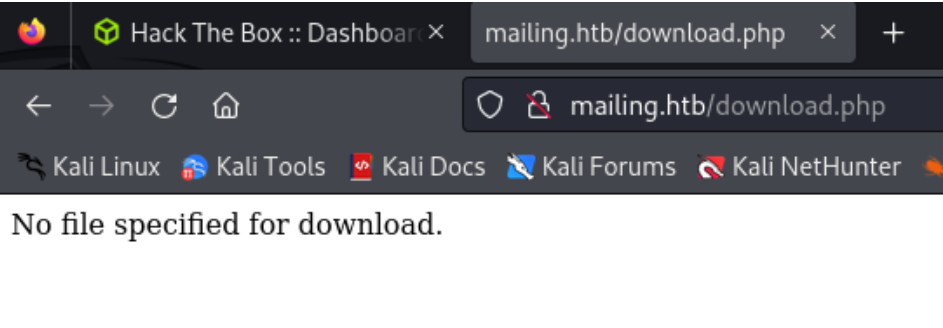 Hack The Box :: Dashboard
mailing.htb/download.php
mailing.htb/download.php
Kali Linux Kali Tools Kali Docs Kali Forums Kali NetHunter
No file specified for download.